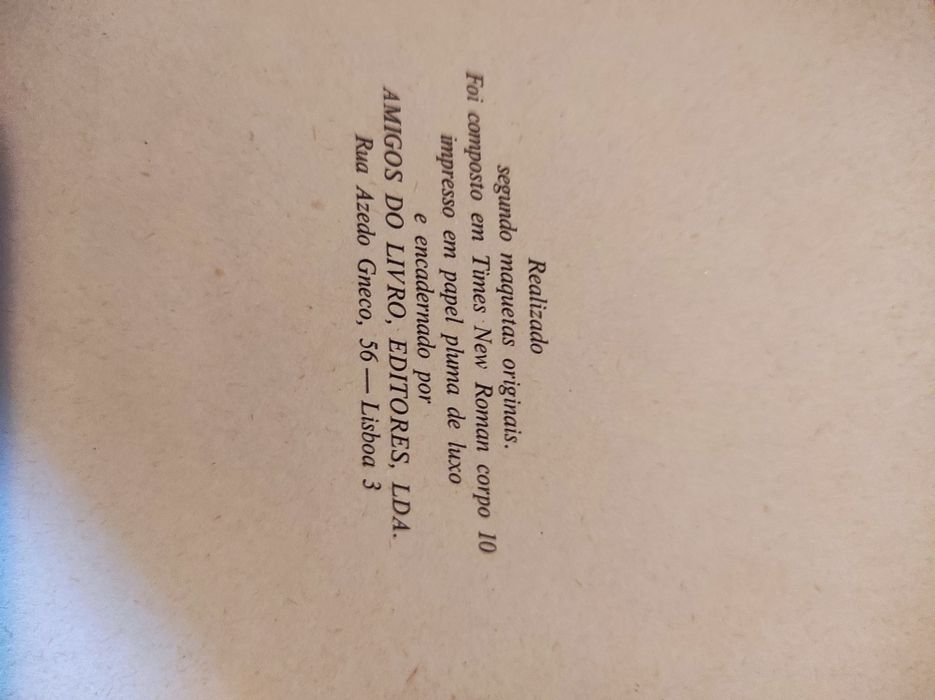 Realizado
segundo maquetas originais.
Foi composto em Times New Roman corpo 10
impresso em papel pluma de luxo
e encadernado por
AMIGOS DO LIVRO, EDITORES, LDA.
Rua Azedo Gneco, 56 — Lisboa 3